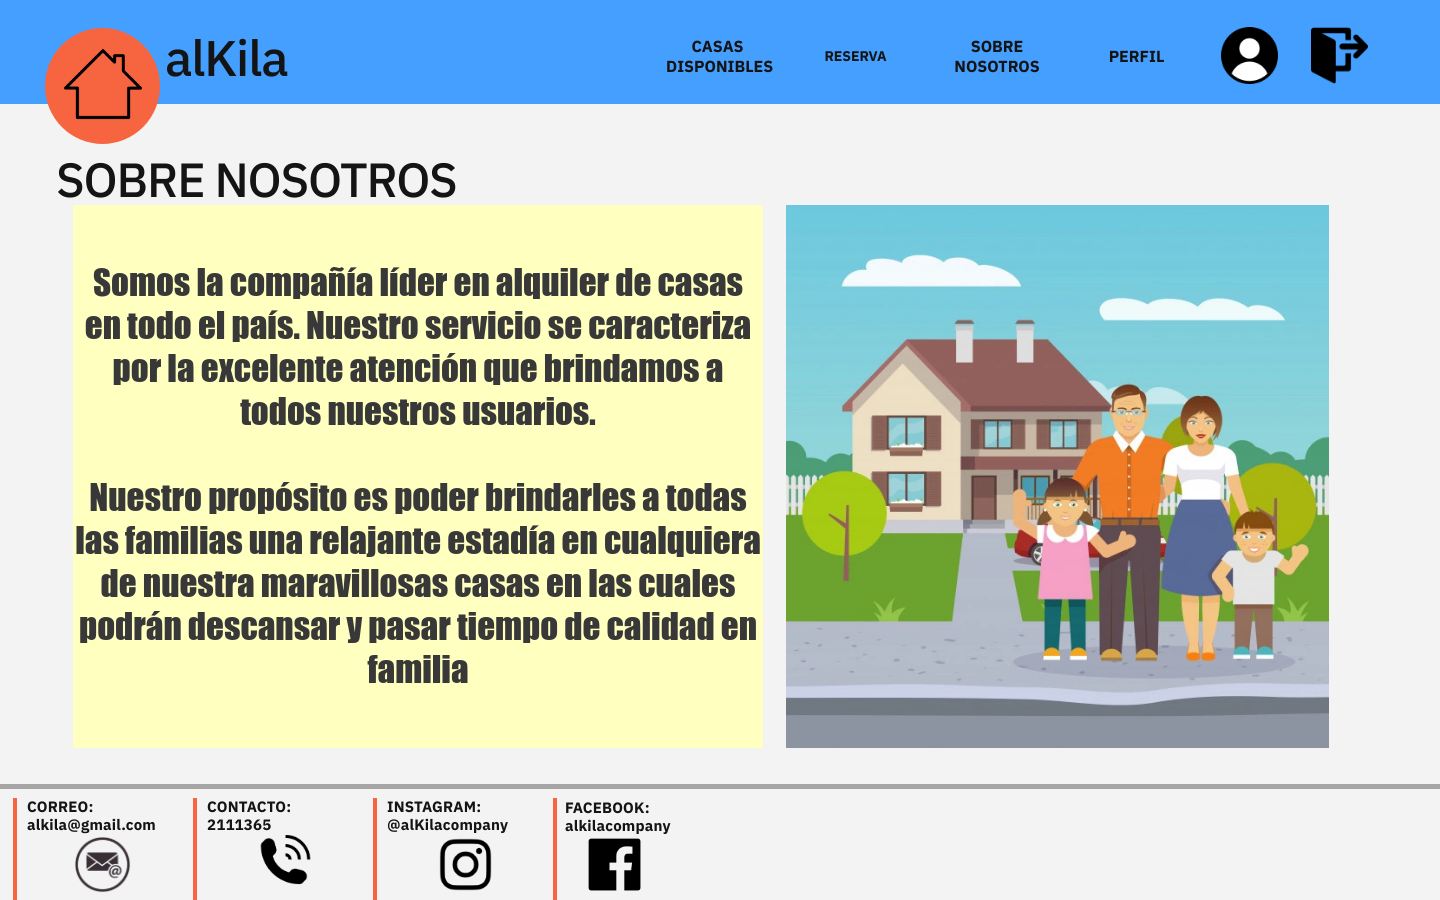 alKila
CASAS
DISPONIBLES
RESERVA
SOBRE
NOSOTROS
PERFIL
SOBRE NOSOTROS
Somos la compañía líder en alquiler de casas
en todo el país. Nuestro servicio se caracteriza
por la excelente atención que brindamos a
todos nuestros usuarios.
Nuestro propósito es poder brindarles a todas
las familias una relajante estadía en cualquiera
de nuestra maravillosas casas en las cuales
podrán descansar y pasar tiempo de calidad en
familia
CORREO:
alkila@gmail.com
CONTACTO:
2111365
INSTAGRAM:
@alKilacompany
FACEBOOK:
alkilacompany